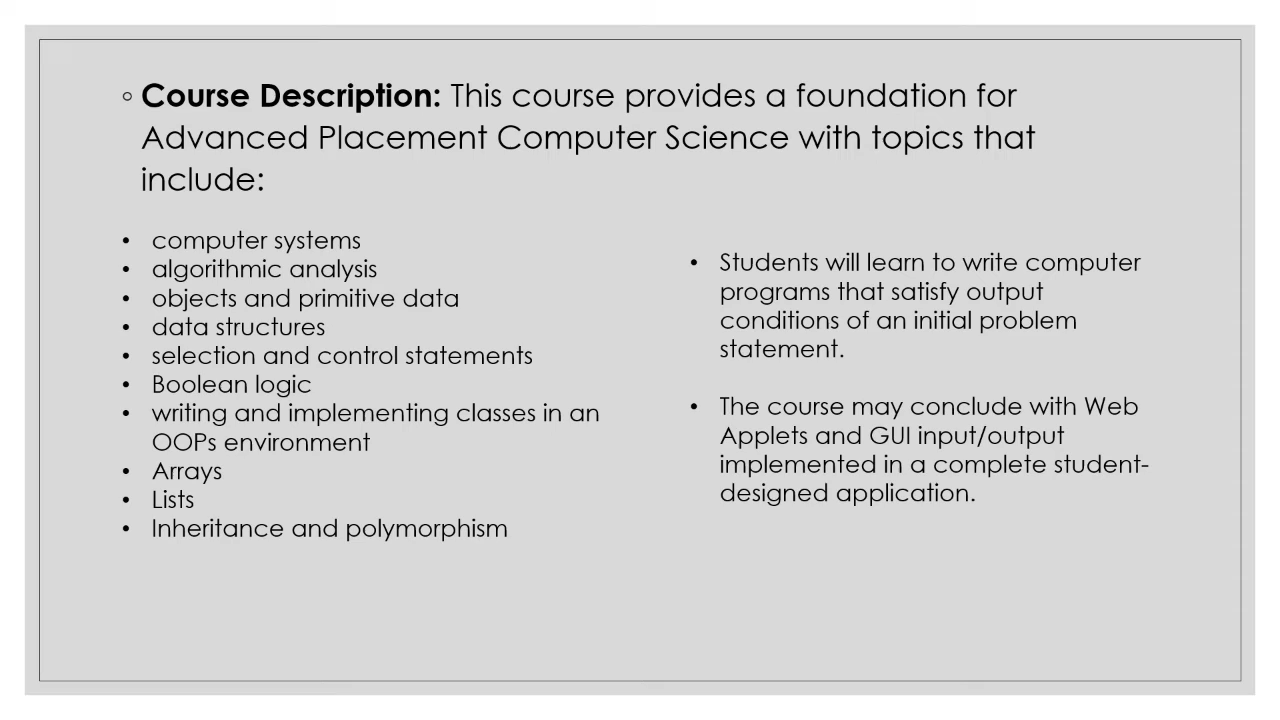 ◦ Course Description: This course provides a foundation for
Advanced Placement Computer Science with topics that
include:
• computer systems
• algorithmic analysis
• objects and primitive data
• data structures
• selection and control statements
• Boolean logic
• writing and implementing classes in an
OOPs environment
• Arrays
• Lists
• Inheritance and polymorphism
• Students will learn to write computer
programs that satisfy output
conditions of an initial problem
statement.
• The course may conclude with Web
Applets and GUI input/output
implemented in a complete student-
designed application.